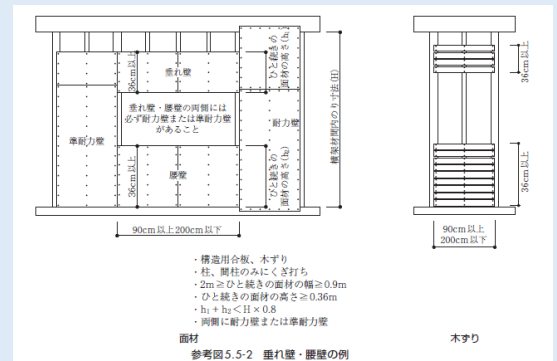 36cm以上
垂れ壁
ひと続きの
面材の高さ(h₁)
36cm以上
垂れ壁・腰壁の両側には
必ず耐力壁または準耐力壁
があること
耐力壁
準耐力壁
横架材間内のり寸法(H)
36cm以上
腰壁
ひと続きの
面材の高さ(h₂)
36cm以上
90cm以上200cm以下
90cm以上
200cm以下
・構造用合板、木ずり
・柱、間柱のみにくぎ打ち
・2m≧ひと続きの面材の幅≧0.9m
・ひと続きの面材の高さ≧0.36m
・h₁+h₂<H×0.8
・両側に耐力壁または準耐力壁
面材
木ずり
参考図5.5-2 垂れ壁・腰壁の例